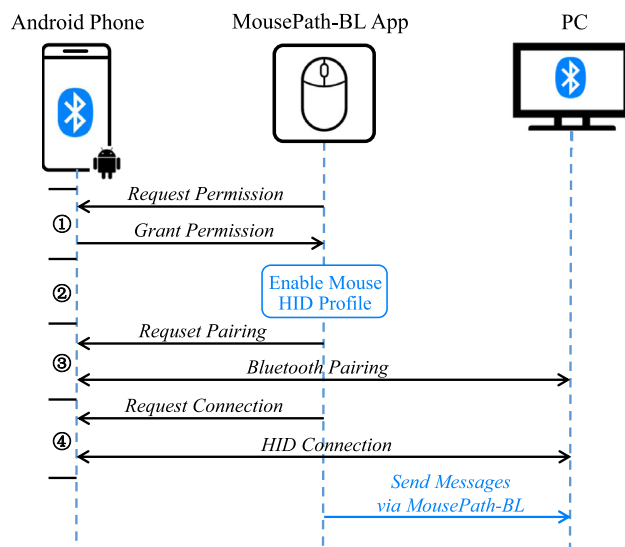 Android Phone
MousePath-BL App
PC
Request Permission
①
Grant Permission
②
Enable Mouse
HID Profile
Requset Pairing
③
Bluetooth Pairing
Request Connection
④
HID Connection
Send Messages
via MousePath-BL